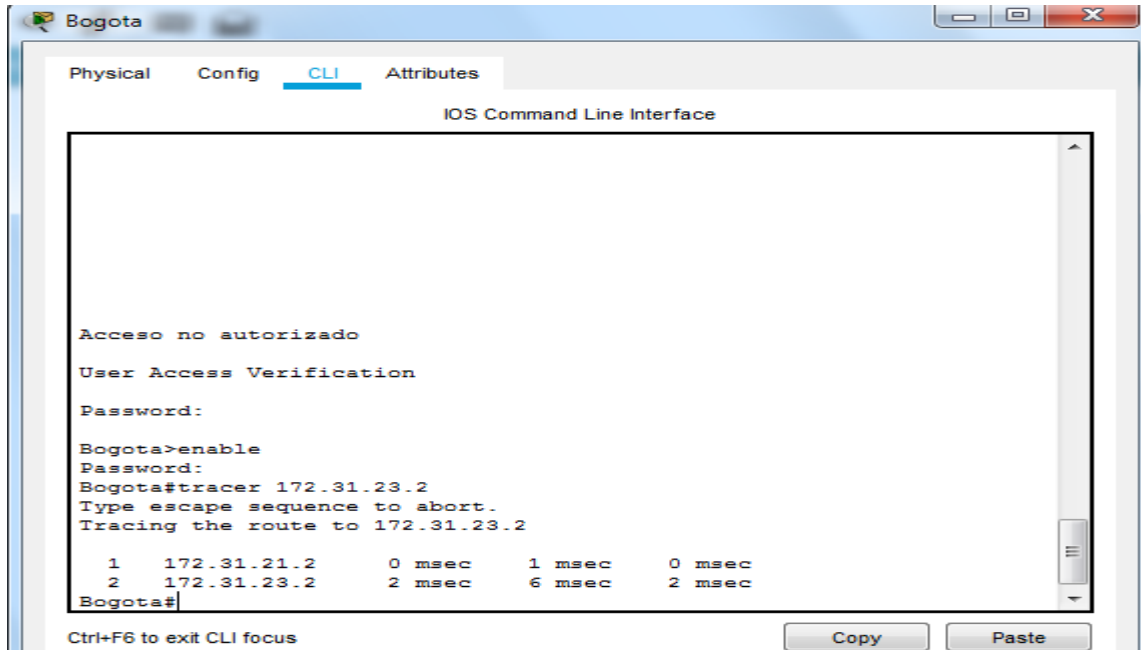 Bogota
Physical Config CLI Attributes
IOS Command Line Interface
Acceso no autorizado
User Access Verification
Password:
Bogota>enable
Password:
Bogota#tracer 172.31.23.2
Type escape sequence to abort.
Tracing the route to 172.31.23.2
1 172.31.21.2 0 msec 1 msec 0 msec
2 172.31.23.2 2 msec 6 msec 2 msec
Bogota#
Ctrl+F6 to exit CLI focus
Copy Paste